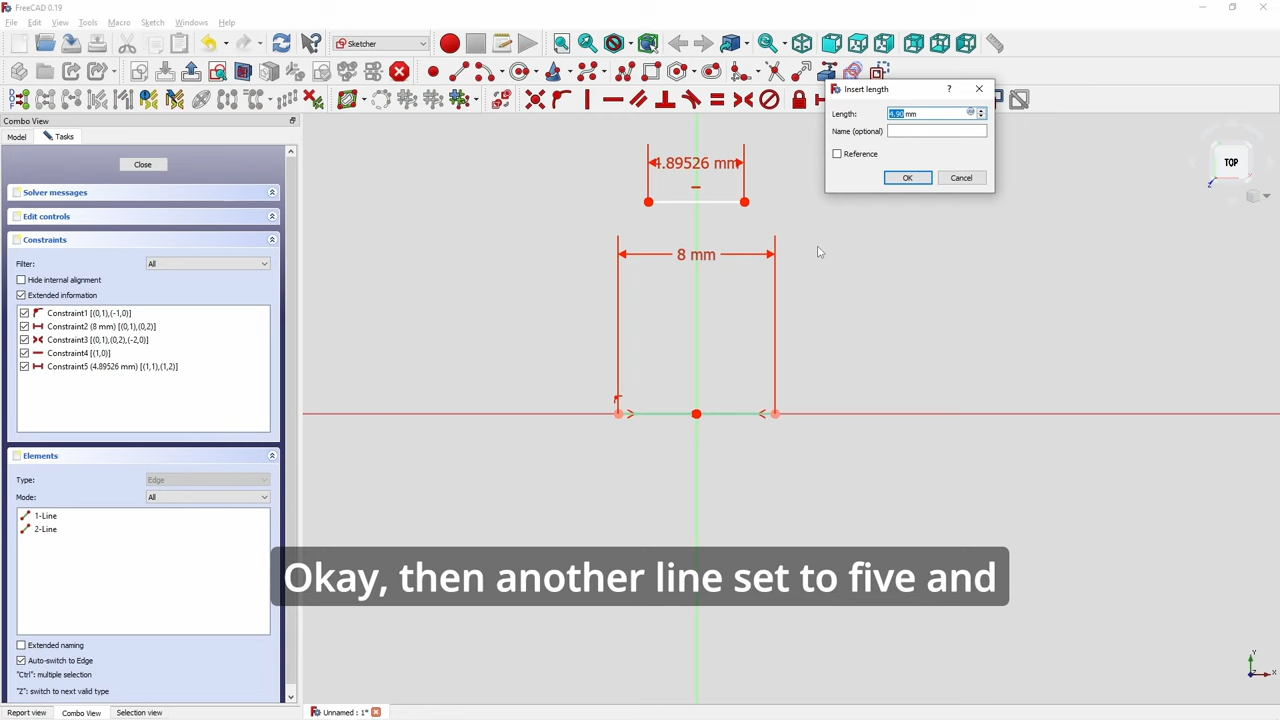 FreeCAD 0.19
File Edit View Tools Macro Sketch Windows Help
Sketcher
Combo View
Model Tasks
Close
Solver messages
Edit controls
Constraints
Filter: All
Hide internal alignment
Extended information
Constraint1 [(0,1),(-1,0)]
Constraint2 (8 mm) [(0,1),(0,2)]
Constraint3 [(0,1),(0,2),(-2,0)]
Constraint4 [(1,0)]
Constraint5 (4.89526 mm) [(1,1),(1,2)]
Elements
Type: Edge
Mode: All
1-Line
2-Line
Extended naming
Auto-switch to Edge
"Ctrl": multiple selection
"Z": switch to next valid type
Report view Combo View Selection view
Insert length ?
Length: 4.90 mm
Name (optional)
Reference
OK Cancel
4.89526 mm
8 mm
TOP
Okay, then another line set to five and
Y
Z X
Unnamed : 1*